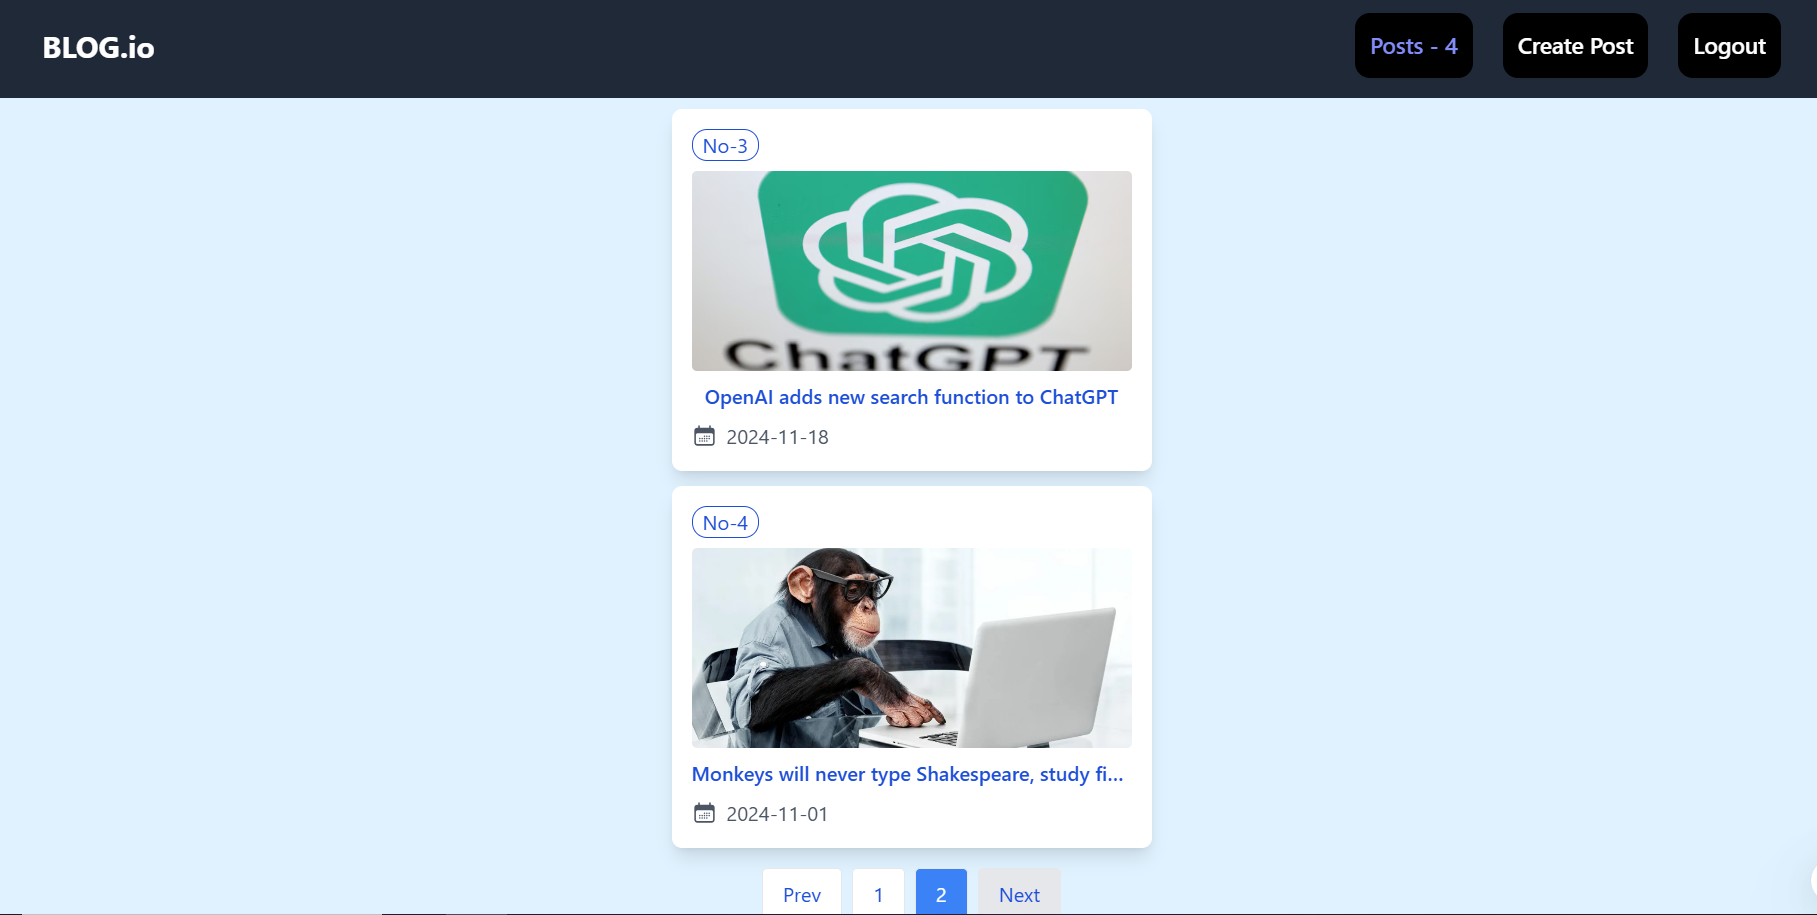 BLOG.io
Posts - 4
Create Post
Logout
No-3
ChatGPT
OpenAI adds new search function to ChatGPT
2024-11-18
No-4
Monkeys will never type Shakespeare, study fi...
2024-11-01
Prev
1
2
Next